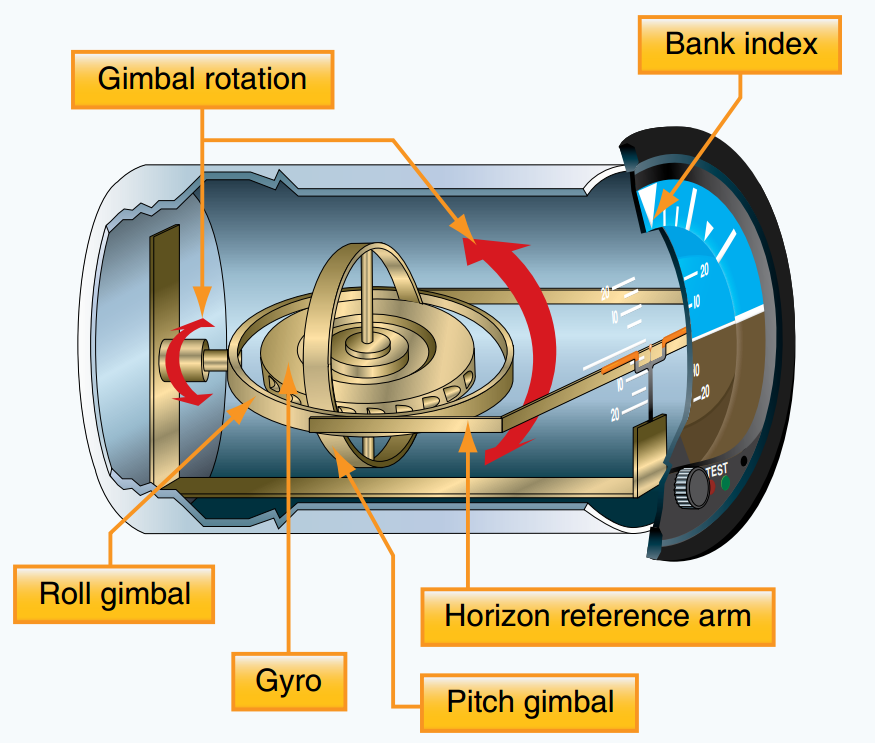 Bank index
Gimbal rotation
20
10
10
20
20
10
10
20
TEST
Roll gimbal
Horizon reference arm
Gyro
Pitch gimbal